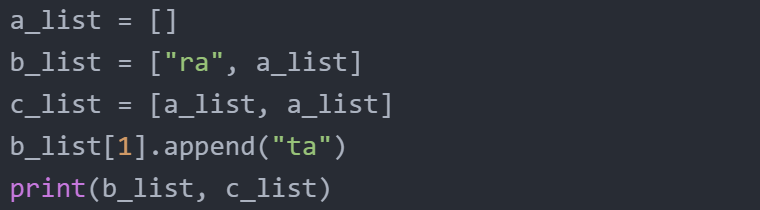 a_list = []
b_list = ["ra", a_list]
c_list = [a_list, a_list]
b_list[1].append("ta")
print(b_list, c_list)